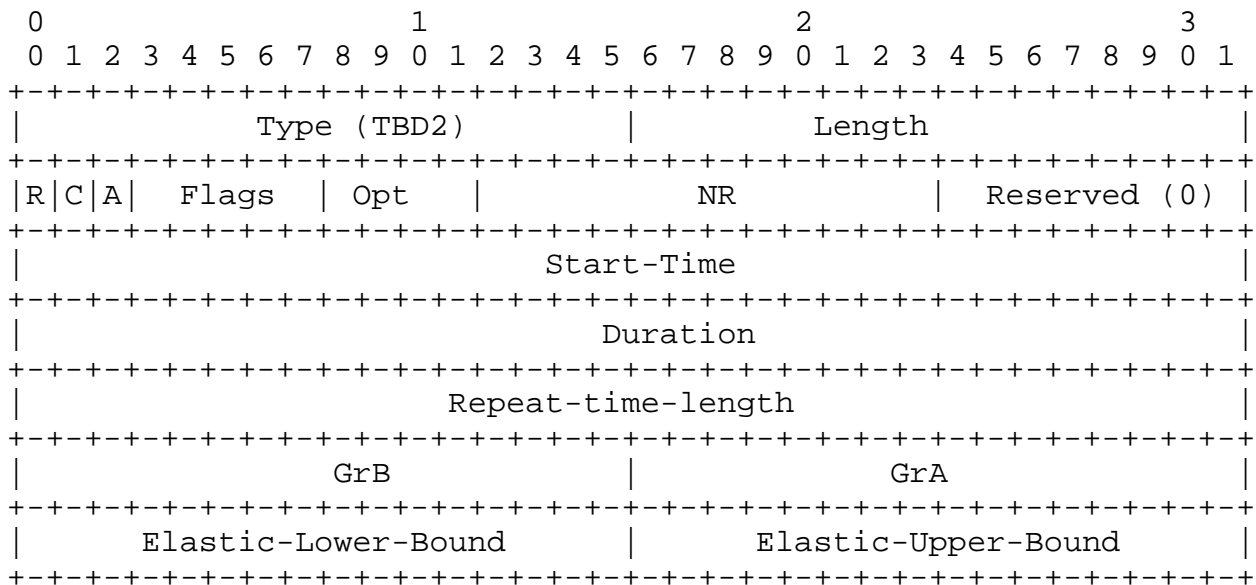 0                   1                   2                   3
 0 1 2 3 4 5 6 7 8 9 0 1 2 3 4 5 6 7 8 9 0 1 2 3 4 5 6 7 8 9 0 1
+-+-+-+-+-+-+-+-+-+-+-+-+-+-+-+-+-+-+-+-+-+-+-+-+-+-+-+-+-+-+-+-+
|            Type (TBD2)        |         Length                |
+-+-+-+-+-+-+-+-+-+-+-+-+-+-+-+-+-+-+-+-+-+-+-+-+-+-+-+-+-+-+-+-+
|R|C|A|  Flags  | Opt   |           NR          |  Reserved (0) |
+-+-+-+-+-+-+-+-+-+-+-+-+-+-+-+-+-+-+-+-+-+-+-+-+-+-+-+-+-+-+-+-+
|                           Start-Time                          |
+-+-+-+-+-+-+-+-+-+-+-+-+-+-+-+-+-+-+-+-+-+-+-+-+-+-+-+-+-+-+-+-+
|                              Duration                         |
+-+-+-+-+-+-+-+-+-+-+-+-+-+-+-+-+-+-+-+-+-+-+-+-+-+-+-+-+-+-+-+-+
|                      Repeat-time-length                       |
+-+-+-+-+-+-+-+-+-+-+-+-+-+-+-+-+-+-+-+-+-+-+-+-+-+-+-+-+-+-+-+-+
|                GrB            |             GrA               |
+-+-+-+-+-+-+-+-+-+-+-+-+-+-+-+-+-+-+-+-+-+-+-+-+-+-+-+-+-+-+-+-+
|      Elastic-Lower-Bound      |      Elastic-Upper-Bound      |
+-+-+-+-+-+-+-+-+-+-+-+-+-+-+-+-+-+-+-+-+-+-+-+-+-+-+-+-+-+-+-+-+